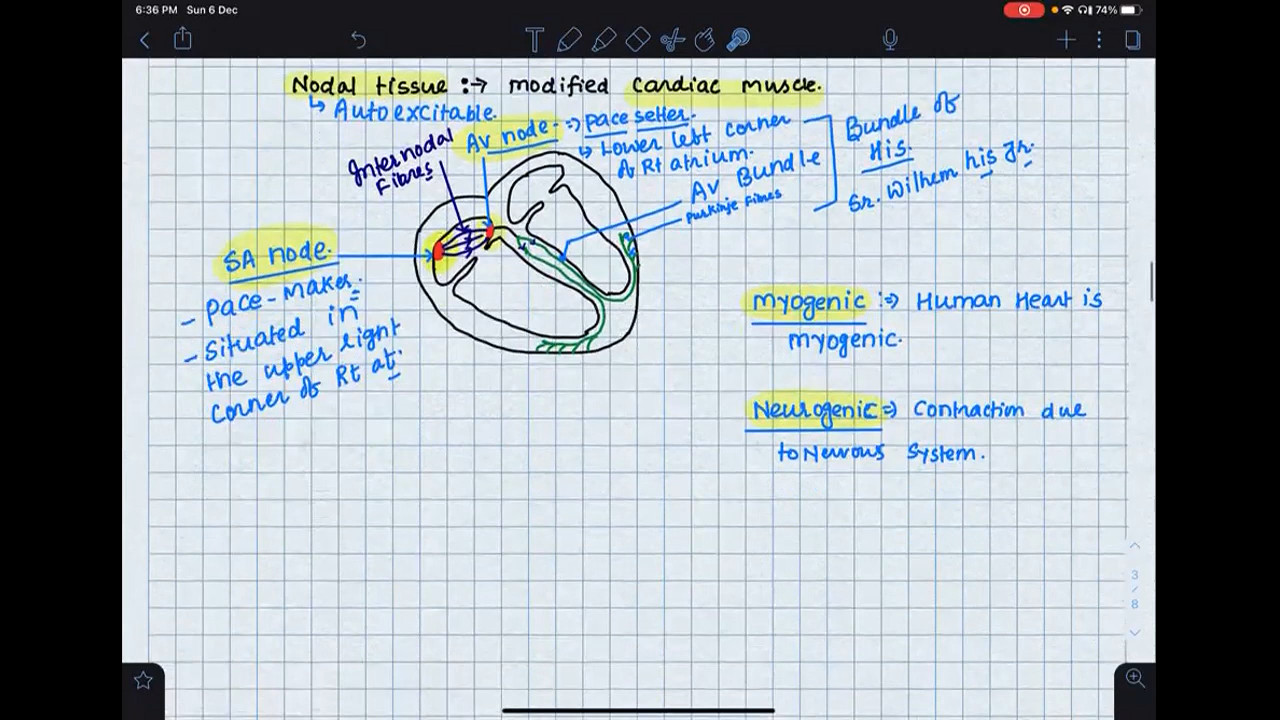 6:36 PM Sun 6 Dec
74%
Nodal tissue :→ modified cardiac muscle.
↳ Autoexcitable.
AV node. ⇒ pace setter.
↳ Lower left corner
of Rt atrium.
Internodal
Fibres
AV Bundle
Purkinje Fibres
Bundle of
His.
Sr. Wilhem his Jr.
SA node.
- Pace-maker.
- Situated in
the upper right
corner of Rt at.
myogenic :⇒ Human Heart is
myogenic.
Neurogenic ⇒ Contraction due
to Nervous System.
3
/
8